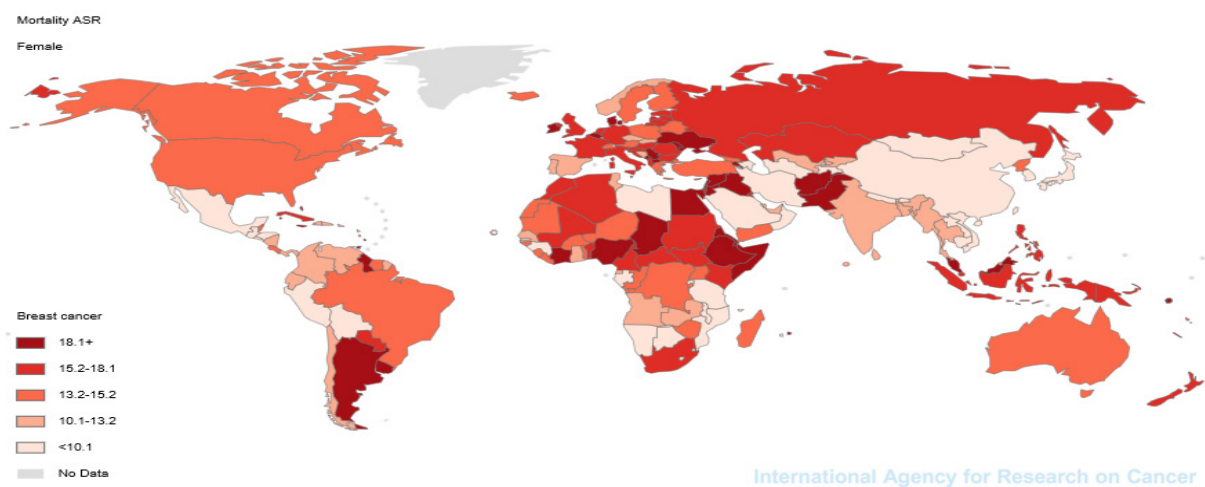 Mortality ASR
Female
Breast cancer
18.1+
15.2-18.1
13.2-15.2
10.1-13.2
<10.1
No Data
International Agency for Research on Cancer